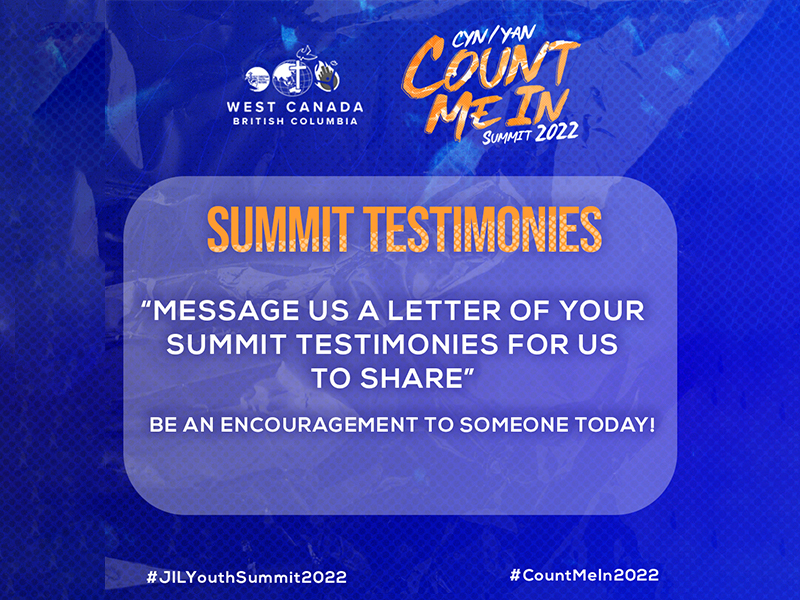 WEST CANADA
BRITISH COLUMBIA
CYN/YAN
COUNT
ME IN
SUMMIT 2022
SUMMIT TESTIMONIES
“MESSAGE US A LETTER OF YOUR
SUMMIT TESTIMONIES FOR US
TO SHARE”
BE AN ENCOURAGEMENT TO SOMEONE TODAY!
#JILYouthSummit2022
#CountMeIn2022